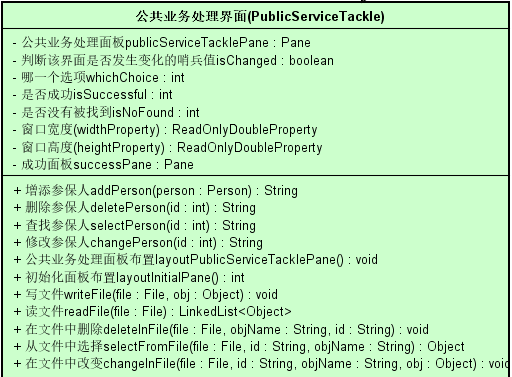 公共业务处理界面(PublicServiceTackle)
- 公共业务处理面板publicServiceTacklePane : Pane
- 判断该界面是否发生变化的哨兵值isChanged : boolean
- 哪一个选项whichChoice : int
- 是否成功isSuccessful : int
- 是否没有被找到isNoFound : int
- 窗口宽度(widthProperty) : ReadOnlyDoubleProperty
- 窗口高度(heightProperty) : ReadOnlyDoubleProperty
- 成功面板successPane : Pane
+ 增添参保人addPerson(person : Person) : String
+ 删除参保人deletePerson(id : int) : String
+ 查找参保人selectPerson(id : int) : String
+ 修改参保人changePerson(id : int) : String
+ 公共业务处理面板布置layoutPublicServiceTacklePane() : void
+ 初始化面板布置layoutInitialPane() : int
+ 写文件writeFile(file : File, obj : Object) : void
+ 读文件readFile(file : File) : LinkedList<Object>
+ 在文件中删除deleteInFile(file : File, objName : String, id : String) : void
+ 从文件中选择selectFromFile(file : File, id : String, objName : String) : Object
+ 在文件中改变changeInFile(file : File, id : String, objName : String, obj : Object) : void